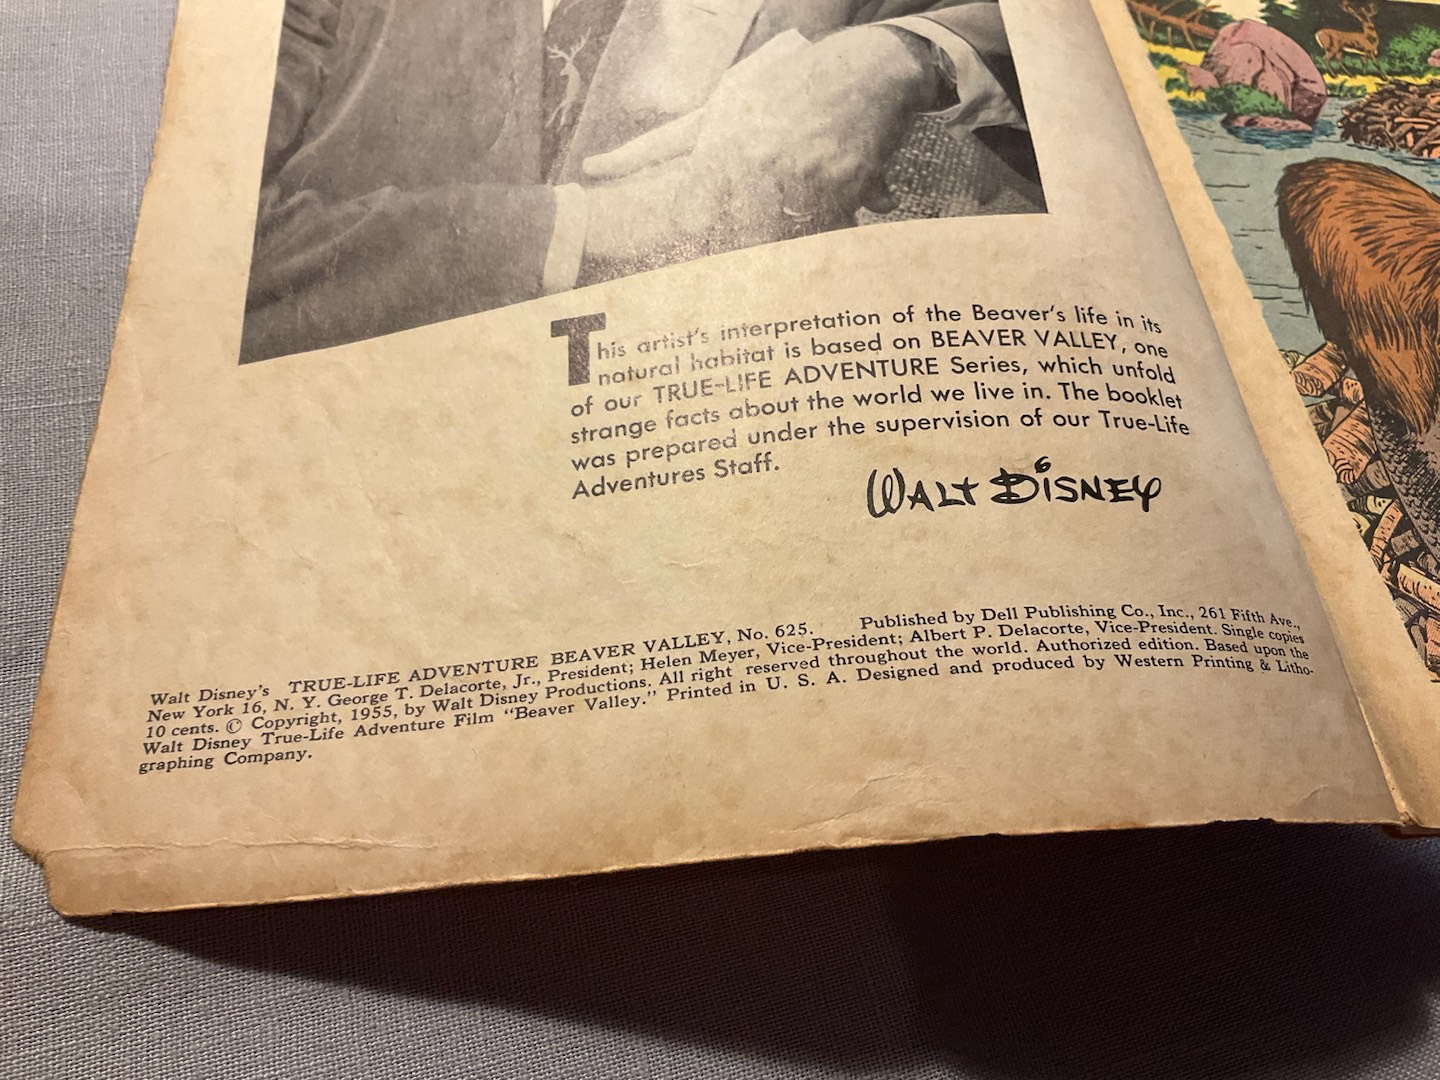 This artist's interpretation of the Beaver's life in its
natural habitat is based on BEAVER VALLEY, one
of our TRUE-LIFE ADVENTURE Series, which unfold
strange facts about the world we live in. The booklet
was prepared under the supervision of our True-Life
Adventures Staff.
WALT DISNEY
Walt Disney's TRUE-LIFE ADVENTURE BEAVER VALLEY, No. 625. Published by Dell Publishing Co., Inc., 261 Fifth Ave.,
New York 16, N. Y. George T. Delacorte, Jr., President; Helen Meyer, Vice-President; Albert P. Delacorte, Vice-President. Single copies
10 cents. © Copyright, 1955, by Walt Disney Productions. All right reserved throughout the world. Authorized edition. Based upon the
Walt Disney True-Life Adventure Film "Beaver Valley." Printed in U. S. A. Designed and produced by Western Printing & Litho-
graphing Company.